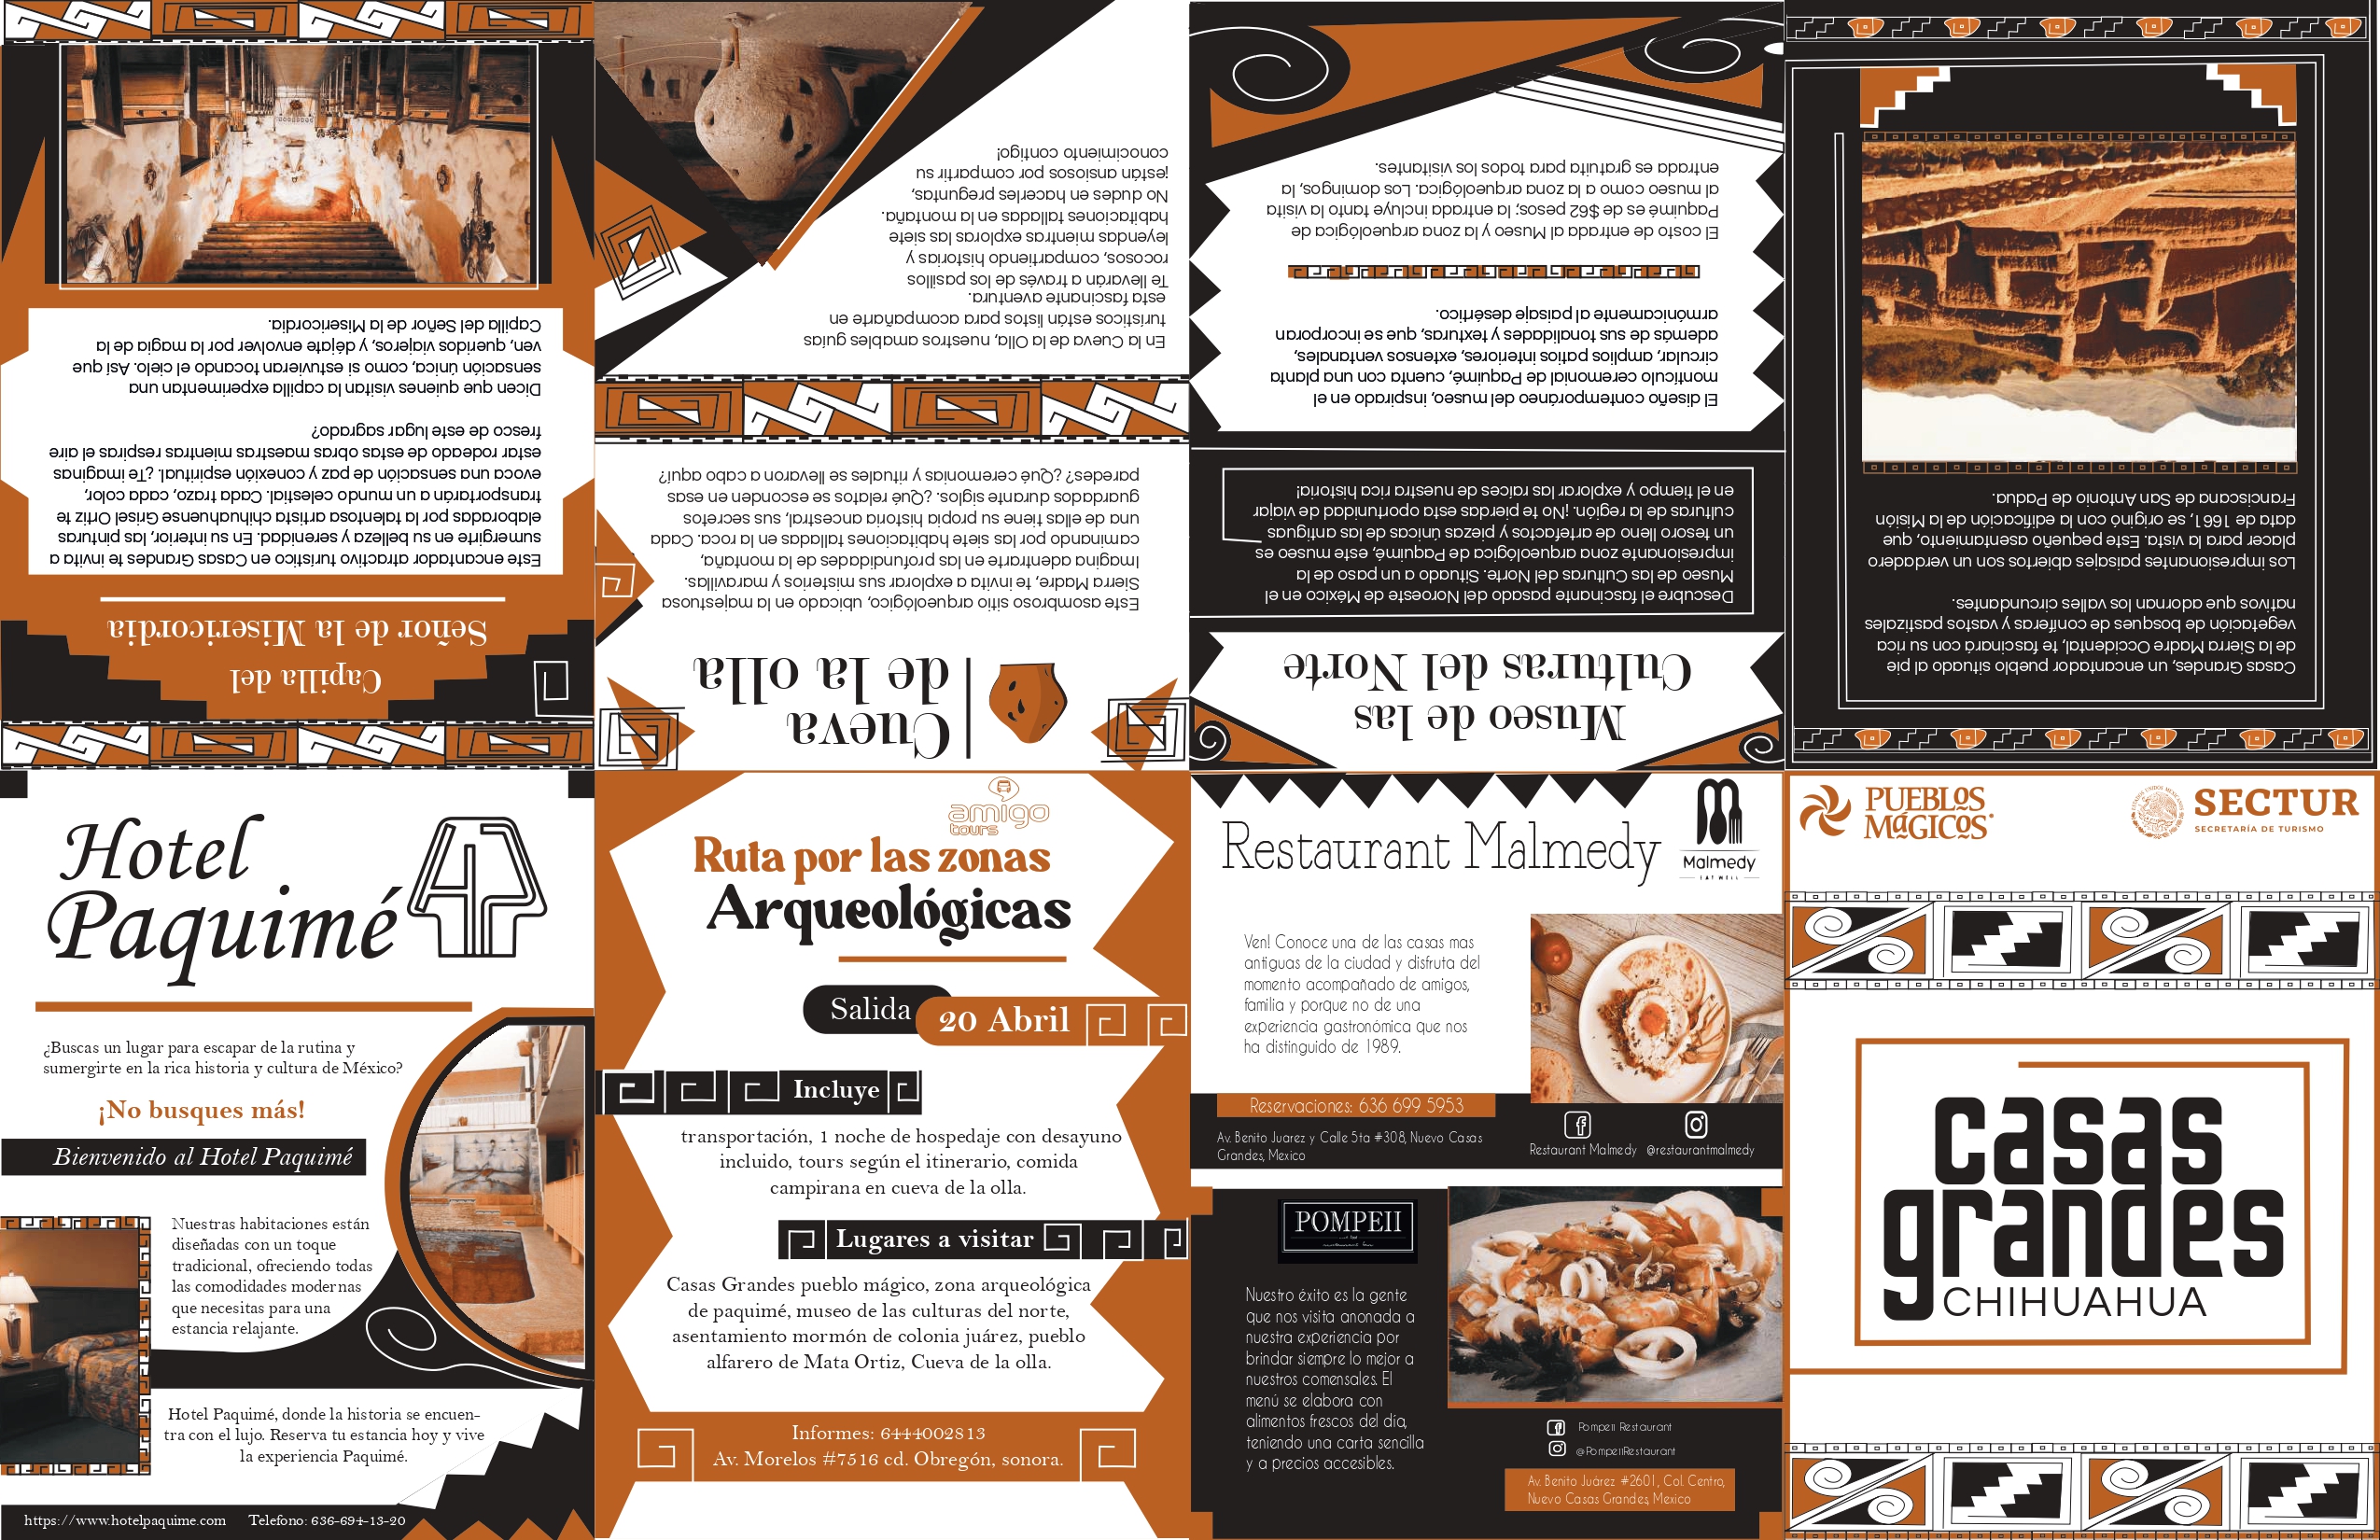 Capilla del
Señor de la Misericordia
Este encantador atractivo turístico en Casas Grandes te invita a
sumergirte en su belleza y serenidad. En su interior, las pinturas
elaboradas por la talentosa artista chihuahuense Grisel Ortiz te
transportarán a un mundo celestial. Cada trazo, cada color,
evoca una sensación de paz y conexión espiritual. ¿Te imaginas
estar rodeado de estas obras maestras mientras respiras el aire
fresco de este lugar sagrado?
Dicen que quienes visitan la capilla experimentan una
sensación única, como si estuvieran tocando el cielo. Así que
ven, queridos viajeros, y déjate envolver por la magia de la
Capilla del Señor de la Misericordia.
Cueva
de la olla
Este asombroso sitio arqueológico, ubicado en la majestuosa
Sierra Madre, te invita a explorar sus misterios y maravillas.
Imagina adentrarte en las profundidades de la montaña,
caminando por las siete habitaciones talladas en la roca. Cada
una de ellas tiene su propia historia ancestral, sus secretos
guardados durante siglos. ¿Qué relatos se esconden en esas
paredes? ¿Qué ceremonias y rituales se llevaron a cabo aquí?
En la Cueva de la Olla, nuestros amables guías
turísticos están listos para acompañarte en
esta fascinante aventura.
Te llevarán a través de los pasillos
rocosos, compartiendo historias y
leyendas mientras exploras las siete
habitaciones talladas en la montaña.
No dudes en hacerles preguntas,
¡están ansiosos por compartir su
conocimiento contigo!
Museo de las
Culturas del Norte
Descubre el fascinante pasado del Noroeste de México en el
Museo de las Culturas del Norte. Situado a un paso de la
impresionante zona arqueológica de Paquimé, este museo es
un tesoro lleno de artefactos y piezas únicas de las antiguas
culturas de la región. ¡No te pierdas esta oportunidad de viajar
en el tiempo y explorar las raíces de nuestra rica historia!
El diseño contemporáneo del museo, inspirado en el
montículo ceremonial de Paquimé, cuenta con una planta
circular, amplios patios interiores, extensos ventanales,
además de sus tonalidades y texturas, que se incorporan
armónicamente al paisaje desértico.
El costo de entrada al Museo y la zona arqueológica de
Paquimé es de $62 pesos; la entrada incluye tanto la visita
al museo como a la zona arqueológica. Los domingos, la
entrada es gratuita para todos los visitantes.
Casas Grandes, un encantador pueblo situado al pie
de la Sierra Madre Occidental, te fascinará con su rica
vegetación de bosques de coníferas y vastos pastizales
nativos que adornan los valles circundantes.
Los impresionantes paisajes abiertos son un verdadero
placer para la vista. Este pequeño asentamiento, que
data de 1661, se originó con la edificación de la Misión
Franciscana de San Antonio de Padua.
Hotel
Paquimé
¿Buscas un lugar para escapar de la rutina y
sumergirte en la rica historia y cultura de México?
¡No busques más!
Bienvenido al Hotel Paquimé
Nuestras habitaciones están
diseñadas con un toque
tradicional, ofreciendo todas
las comodidades modernas
que necesitas para una
estancia relajante.
Hotel Paquimé, donde la historia se encuen-
tra con el lujo. Reserva tu estancia hoy y vive
la experiencia Paquimé.
https://www.hotelpaquime.com Telefono: 636-694-13-20
amigo
tours
Ruta por las zonas
Arqueológicas
Salida
20 Abril
Incluye
transportación, 1 noche de hospedaje con desayuno
incluido, tours según el itinerario, comida
campirana en cueva de la olla.
Lugares a visitar
Casas Grandes pueblo mágico, zona arqueológica
de paquimé, museo de las culturas del norte,
asentamiento mormón de colonia juárez, pueblo
alfarero de Mata Ortiz, Cueva de la olla.
Informes: 6444002813
Av. Morelos #7516 cd. Obregón, sonora.
Restaurant Malmedy
Malmedy
EAT WELL
Ven! Conoce una de las casas mas
antiguas de la ciudad y disfruta del
momento acompañado de amigos,
familia y porque no de una
experiencia gastronómica que nos
ha distinguido de 1989.
Reservaciones: 636 699 5953
Av. Benito Juarez y Calle 5ta #308, Nuevo Casas
Grandes, Mexico
Restaurant Malmedy @restaurantmalmedy
POMPEII
Nuestro éxito es la gente
que nos visita anonada a
nuestra experiencia por
brindar siempre lo mejor a
nuestros comensales. El
menú se elabora con
alimentos frescos del día,
teniendo una carta sencilla
y a precios accesibles.
Pompeii Restaurant
@PompeiiRestaurant
Av. Benito Juárez #2601, Col. Centro,
Nuevo Casas Grandes, Mexico
PUEBLOS
MÁGICOS
SECTUR
SECRETARÍA DE TURISMO
casas
grandes
CHIHUAHUA